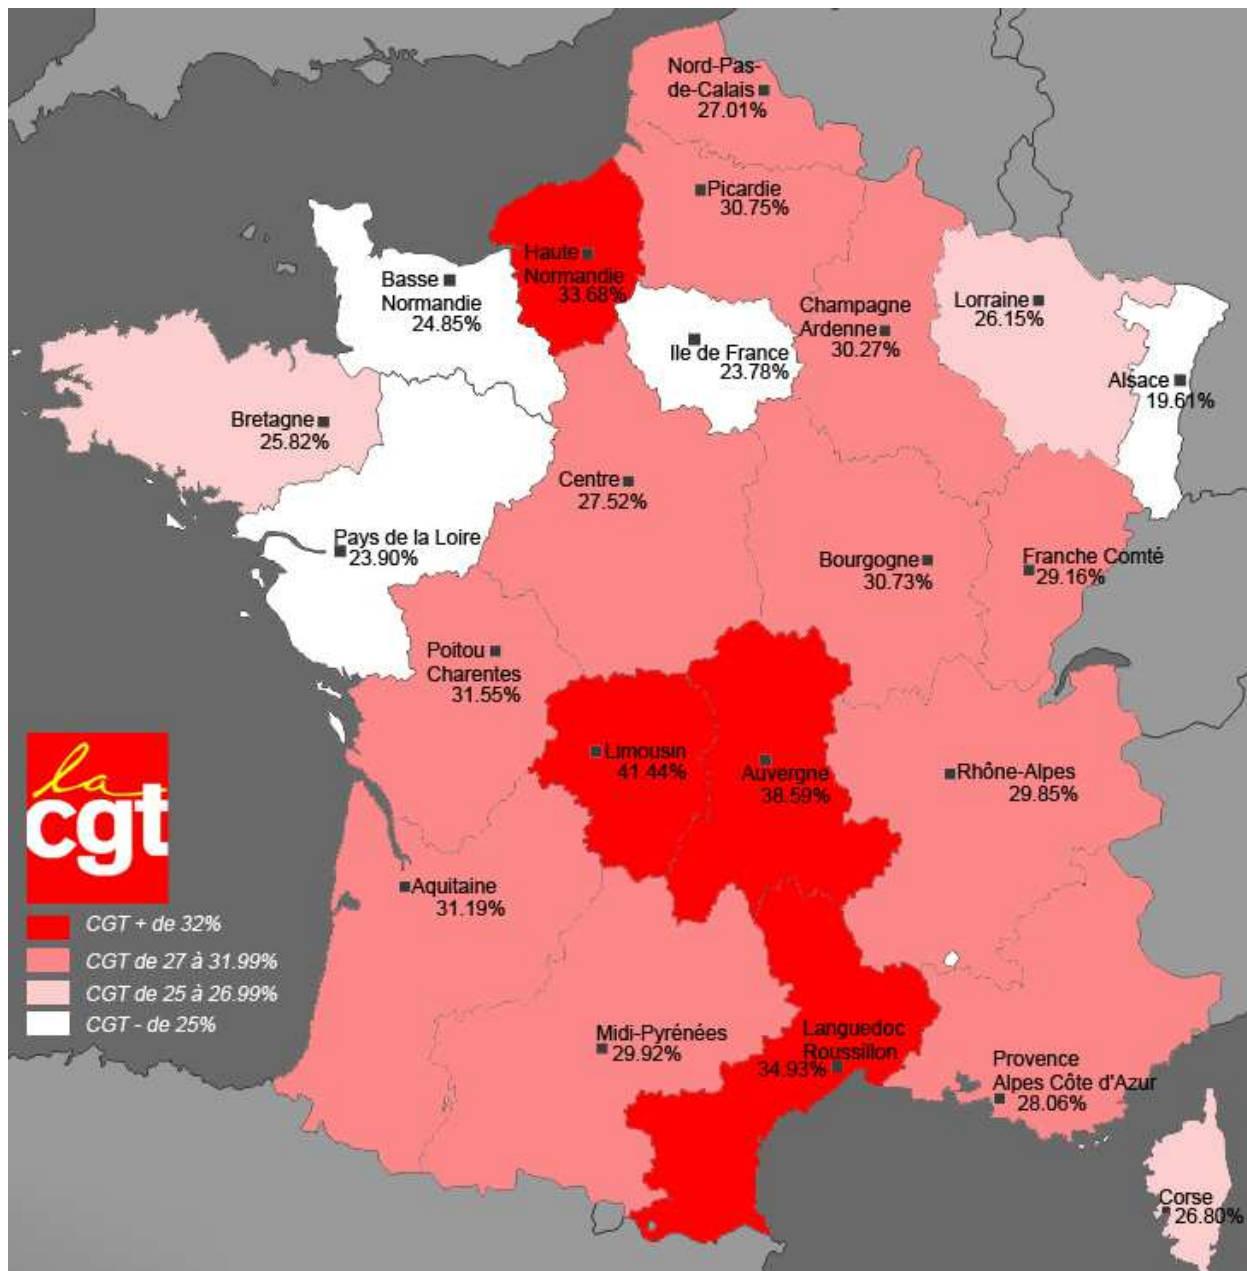 Nord-Pas-
de-Calais
27.01%
Picardie
30.75%
Haute
Normandie
33.68%
Basse
Normandie
24.85%
Champagne
Ardenne
30.27%
Lorraine
26.15%
Ile de France
23.78%
Alsace
19.61%
Bretagne
25.82%
Centre
27.52%
Pays de la Loire
23.90%
Bourgogne
30.73%
Franche Comté
29.16%
Poitou
Charentes
31.55%
Limousin
41.44%
Auvergne
38.59%
Rhône-Alpes
29.85%
la
cgt
Aquitaine
31.19%
CGT + de 32%
CGT de 27 à 31.99%
CGT de 25 à 26.99%
CGT - de 25%
Midi-Pyrénées
29.92%
Languedoc
Roussillon
34.93%
Provence
Alpes Côte d'Azur
28.06%
Corse
26.80%